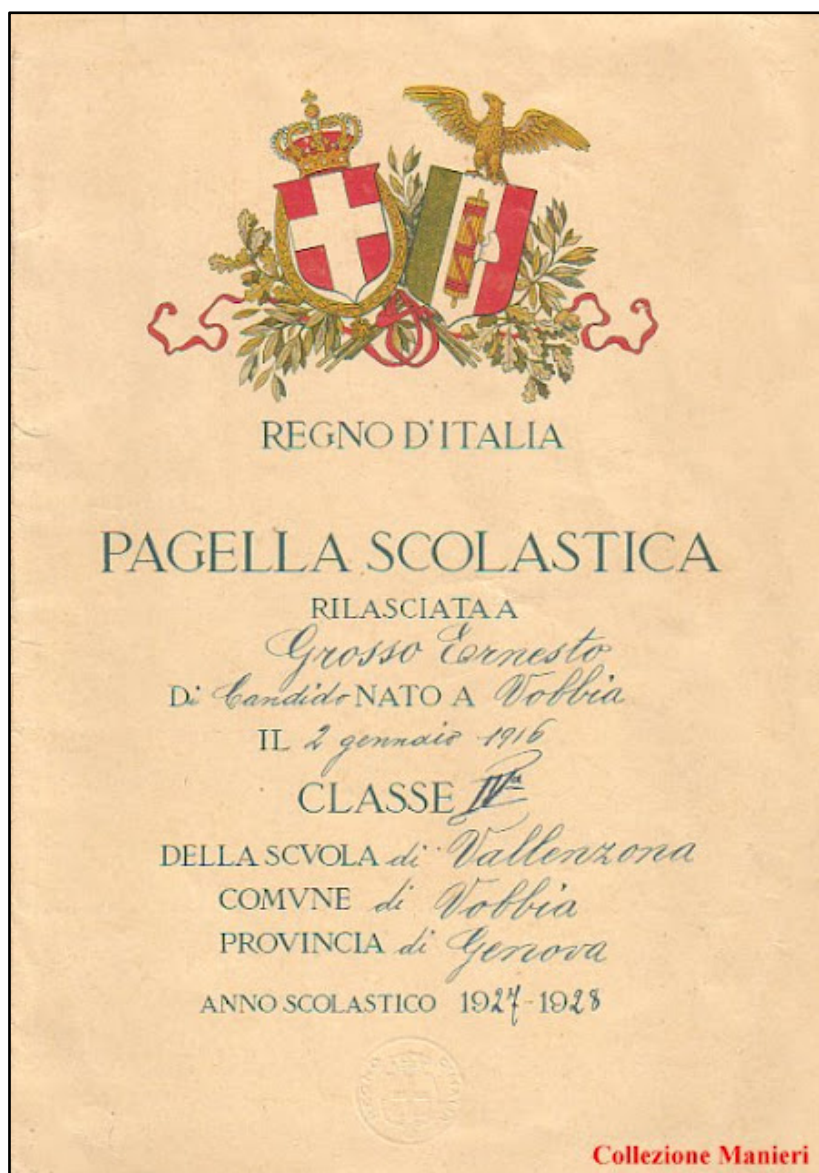 REGNO D'ITALIA
PAGELLA SCOLASTICA
RILASCIATA A
Grosso Ernesto
Di Candido NATO A Vobbia
IL 2 gennaio 1916
CLASSE IVª
DELLA SCVOLA di Vallenzona
COMVNE di Vobbia
PROVINCIA di Genova
ANNO SCOLASTICO 1927-1928
Collezione Manieri